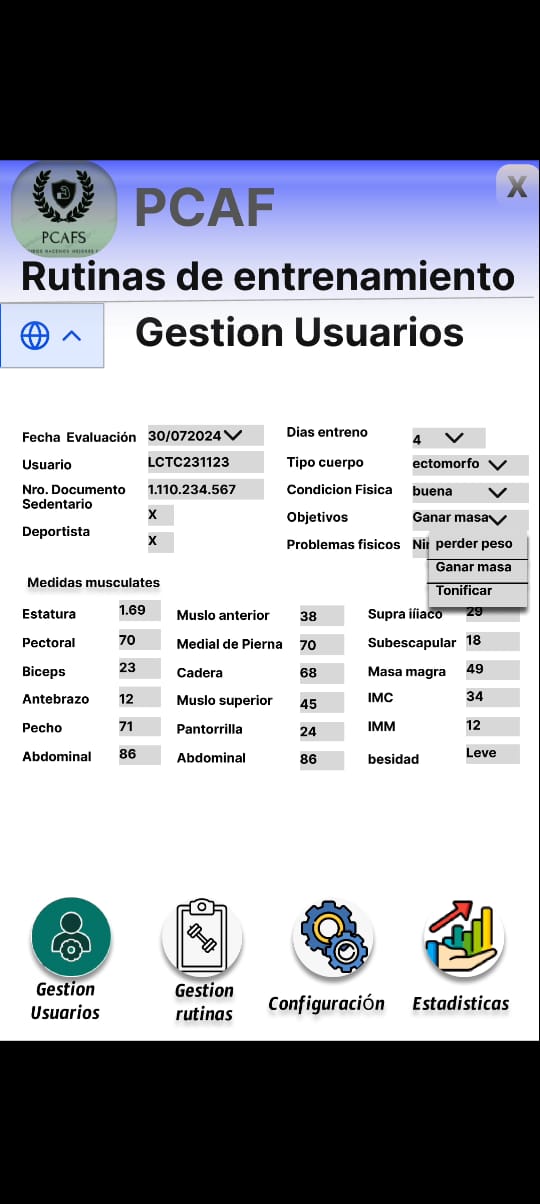 PCAFS
PCAF
X
Rutinas de entrenamiento
Gestion Usuarios
Fecha Evaluación 30/072024
Usuario LCTC231123
Nro. Documento 1.110.234.567
Sedentario X
Deportista X
Dias entreno 4
Tipo cuerpo ectomorfo
Condicion Fisica buena
Objetivos Ganar masa
Problemas fisicos
perder peso
Ganar masa
Tonificar
Medidas musculates
Estatura 1.69 Muslo anterior 38 Supra iíiaco 29
Pectoral 70 Medial de Pierna 70 Subescapular 18
Biceps 23 Cadera 68 Masa magra 49
Antebrazo 12 Muslo superior 45 IMC 34
Pecho 71 Pantorrilla 24 IMM 12
Abdominal 86 Abdominal 86 besidad Leve
Gestion
Usuarios
Gestion
rutinas
Configuración
Estadisticas